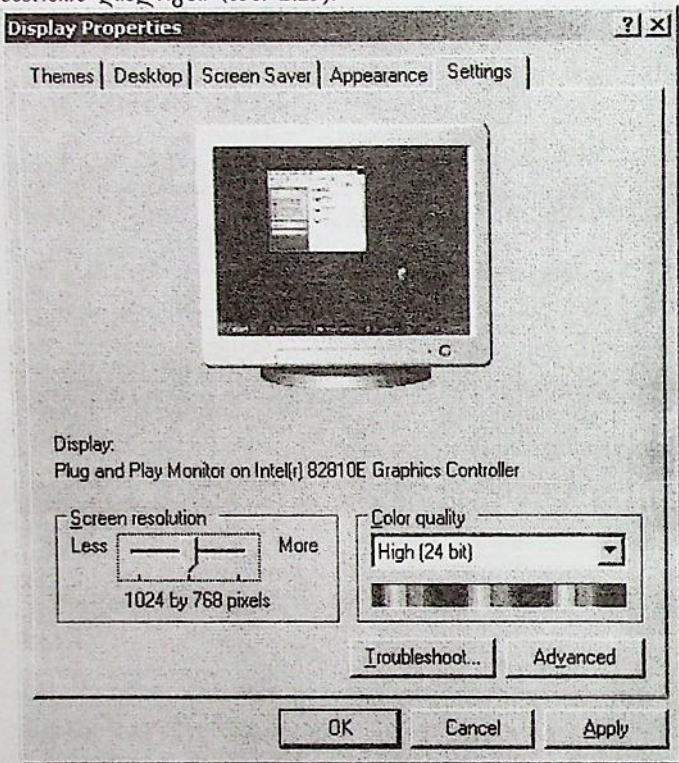 Display Properties
Themes Desktop Screen Saver Appearance Settings
Display:
Plug and Play Monitor on Intel(r) 82810E Graphics Controller
Screen resolution
Less More
1024 by 768 pixels
Color quality
High (24 bit)
Troubleshoot... Advanced
OK Cancel Apply